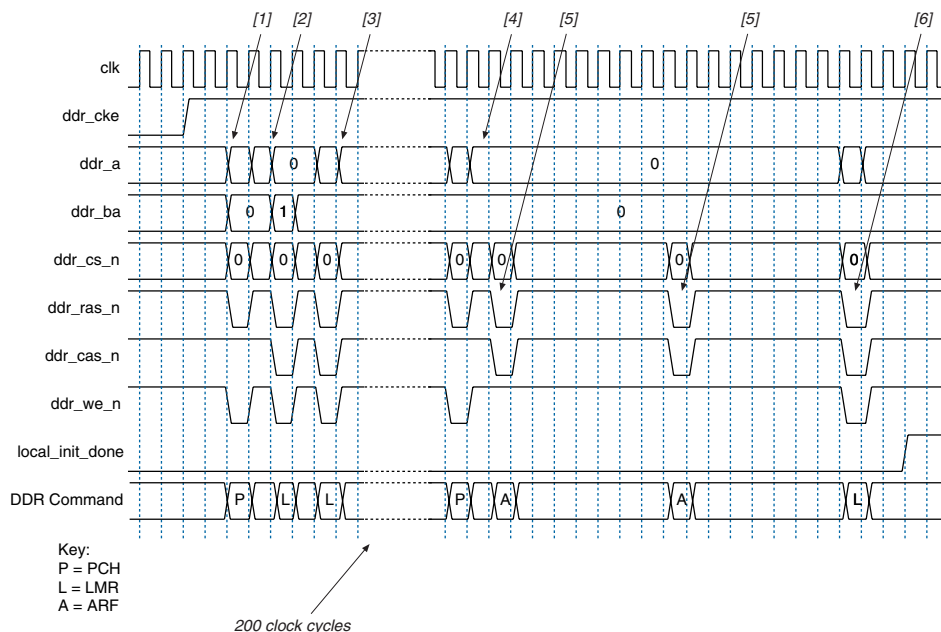 [1] [2] [3] [4] [5] [5] [6]
clk
ddr_cke
ddr_a 0 0
ddr_ba 0 1 0
ddr_cs_n 0 0 0 0 0 0 0
ddr_ras_n
ddr_cas_n
ddr_we_n
local_init_done
DDR Command P L L P A A L
Key:
P = PCH
L = LMR
A = ARF
200 clock cycles